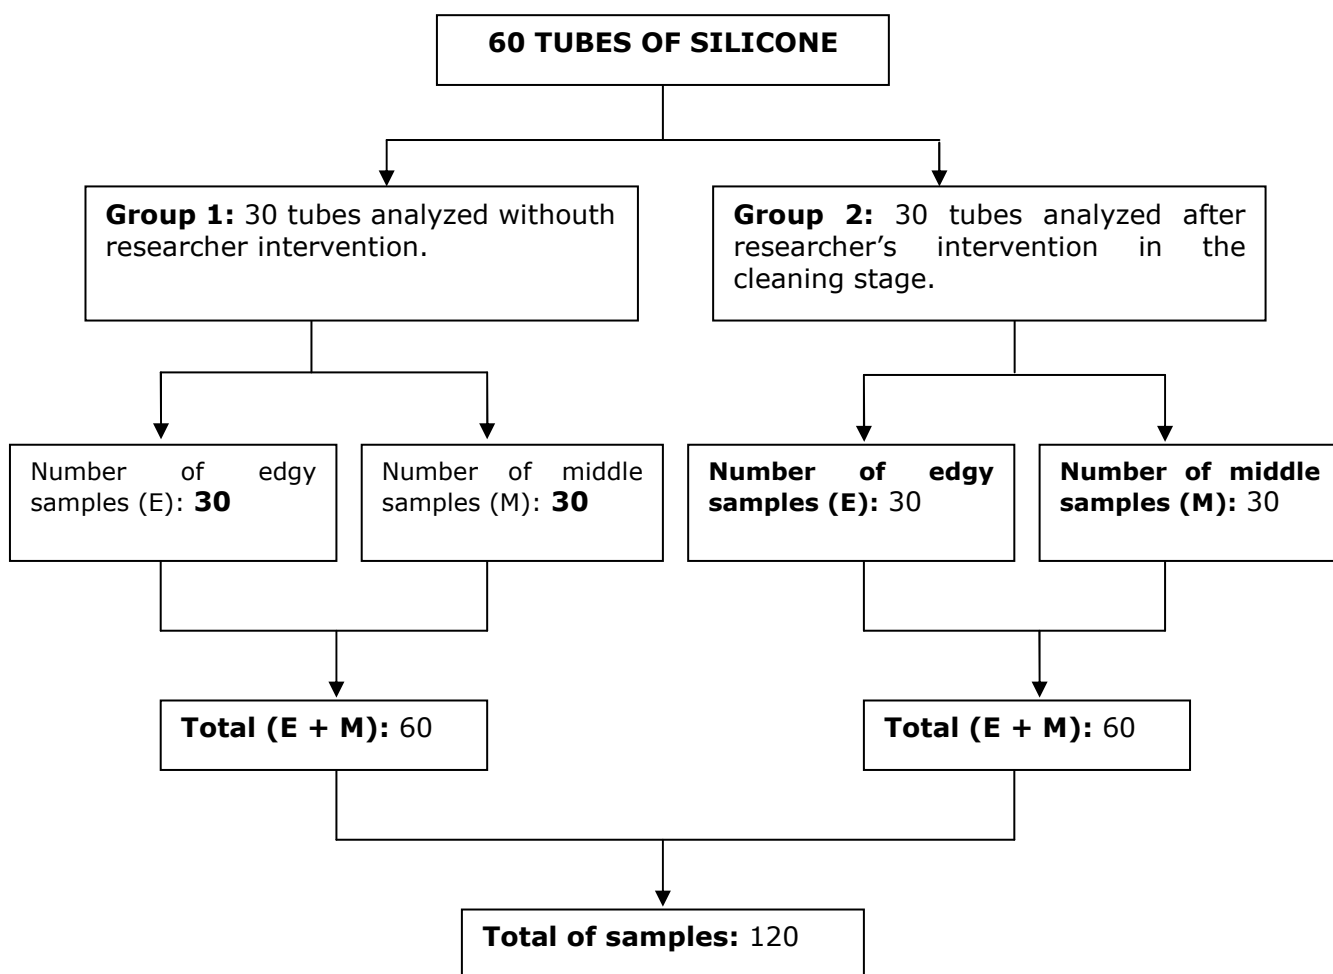 60 TUBES OF SILICONE
Group 1: 30 tubes analyzed withouth
researcher intervention.
Group 2: 30 tubes analyzed after
researcher’s intervention in the
cleaning stage.
Number of edgy
samples (E): 30
Number of middle
samples (M): 30
Number of edgy
samples (E): 30
Number of middle
samples (M): 30
Total (E + M): 60
Total (E + M): 60
Total of samples: 120